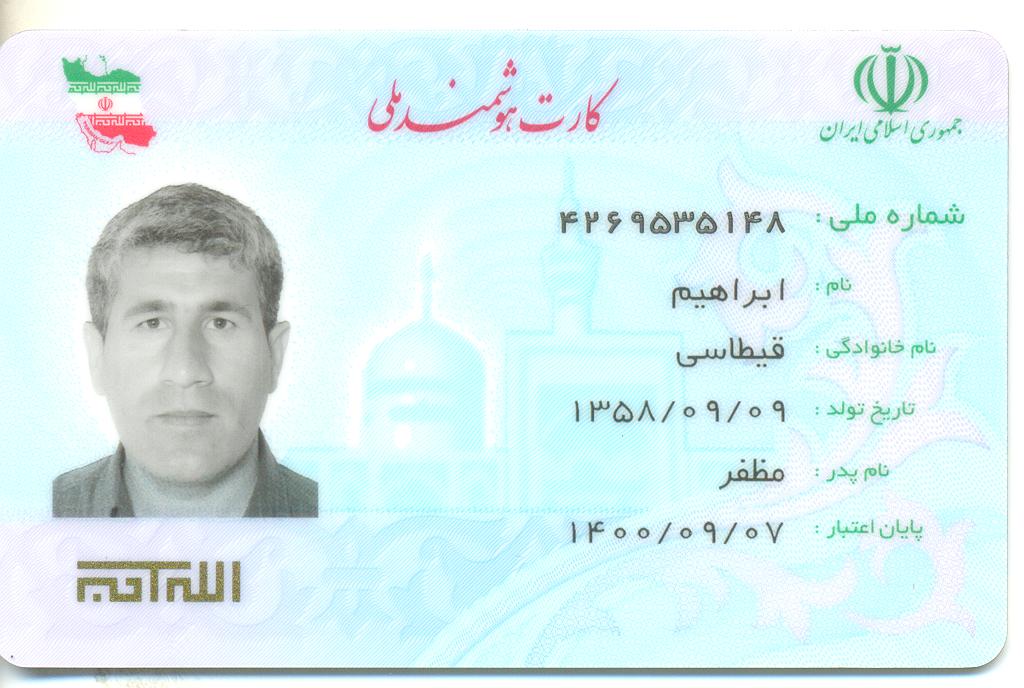 کارت هوشمند ملی
جمهوری اسلامی ایران
شماره ملی : ۴۲۶۹۵۳۵۱۴۸
نام : ابراهیم
نام خانوادگی : قیطاسی
تاریخ تولد : ۱۳۵۸/۰۹/۰۹
نام پدر : مظفر
پایان اعتبار : ۱۴۰۰/۰۹/۰۷
الله اکبر